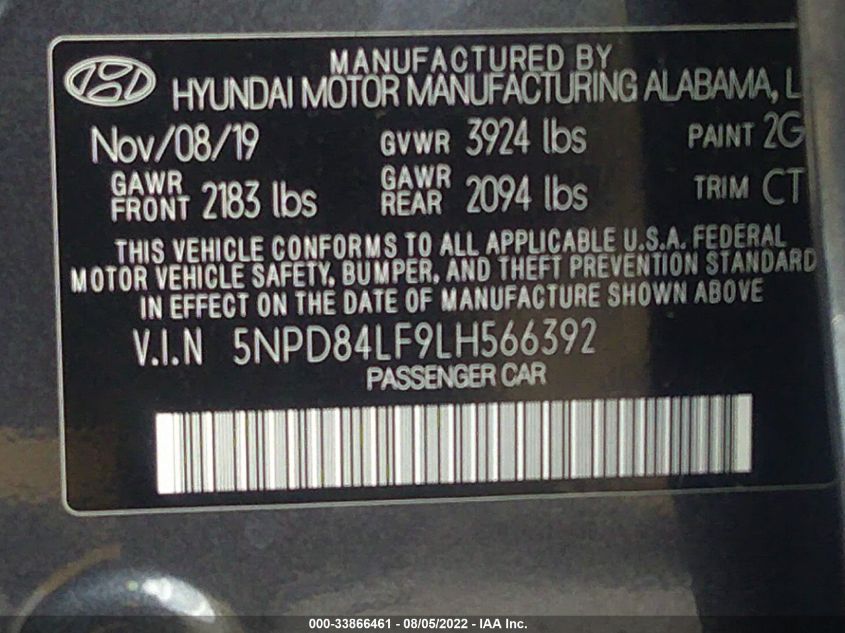 MANUFACTURED BY
HYUNDAI MOTOR MANUFACTURING ALABAMA, L
Nov/08/19 GVWR 3924 lbs PAINT 2G
GAWR FRONT 2183 lbs GAWR REAR 2094 lbs TRIM CT
THIS VEHICLE CONFORMS TO ALL APPLICABLE U.S.A. FEDERAL
MOTOR VEHICLE SAFETY, BUMPER, AND THEFT PREVENTION STANDARD
IN EFFECT ON THE DATE OF MANUFACTURE SHOWN ABOVE
V.I.N 5NPD84LF9LH566392
PASSENGER CAR
000-33866461 - 08/05/2022 - IAA Inc.